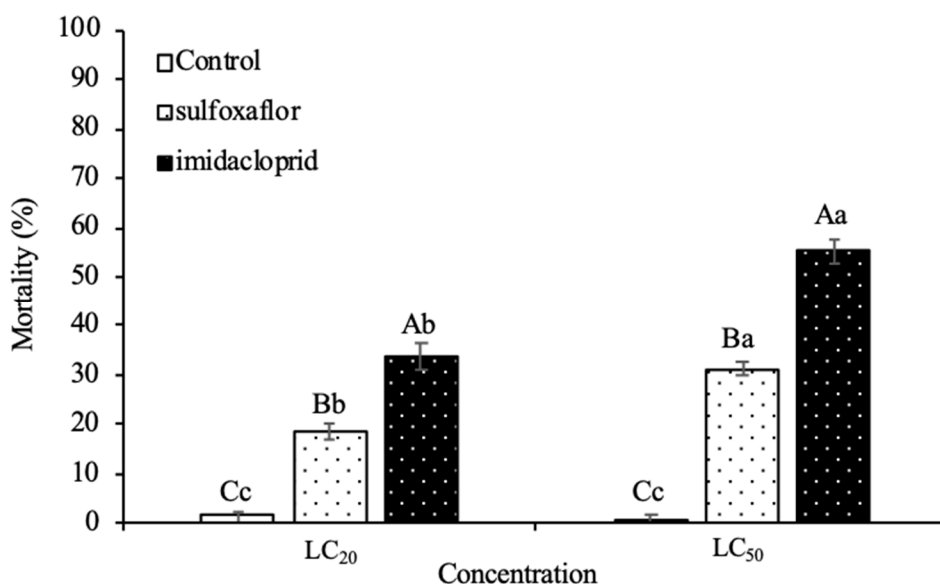 100
90
80
70
60
50
40
30
20
10
0
Mortality (%)
Control
sulfoxaflor
imidacloprid
Cc
Bb
Ab
Cc
Ba
Aa
LC₂₀
LC₅₀
Concentration